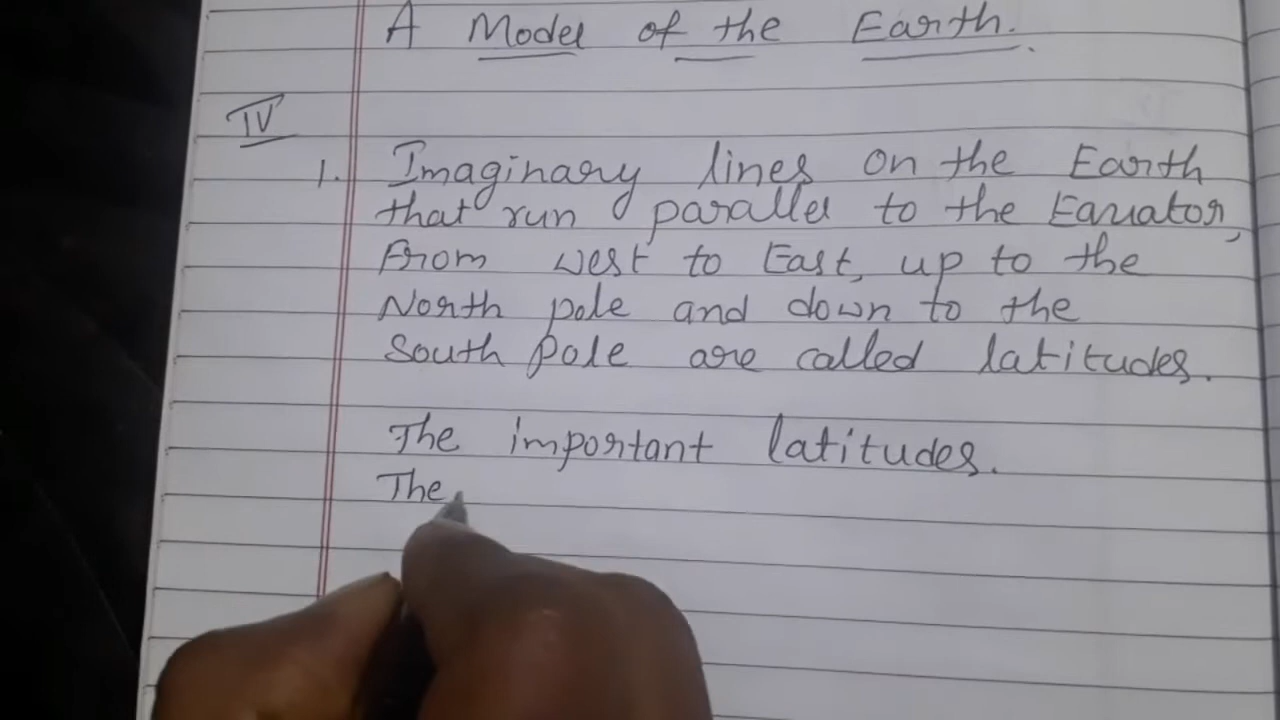 A Model of the Earth.
IV
1. Imaginary lines on the Earth
that run parallel to the Equator,
From west to East, up to the
North pole and down to the
South pole are called latitudes.
The important latitudes.
The